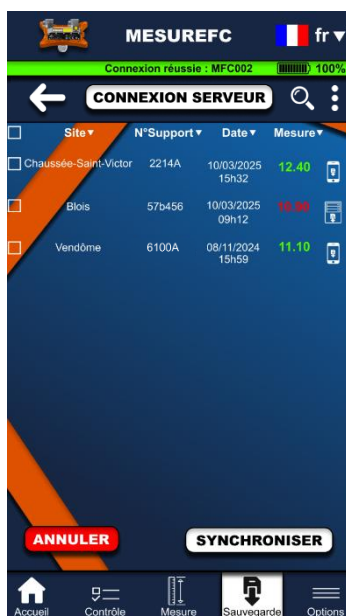 MESUREFC
fr
Connexion réussie : MFC002
100%
CONNEXION SERVEUR
Site
N°Support
Date
Mesure
Chaussée-Saint-Victor
2214A
10/03/2025
15h32
12.40
Blois
57b456
10/03/2025
09h12
Vendôme
6100A
08/11/2024
15h59
11.10
ANNULER
SYNCHRONISER
Accueil
Contrôle
Mesure
Sauvegarde
Options